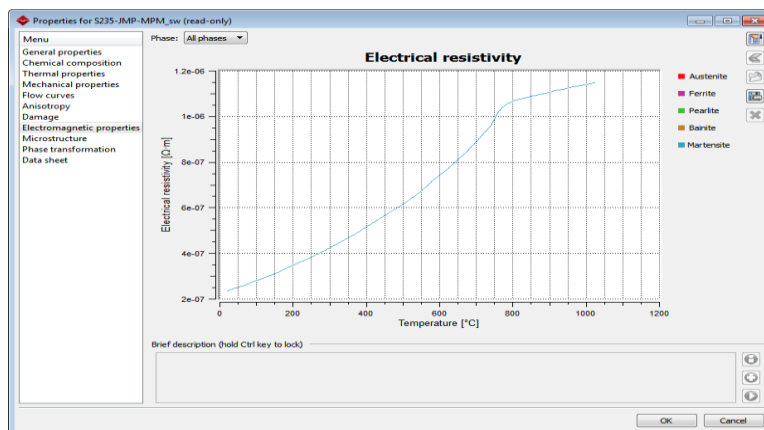 Properties for S235-JMP-MPM_sw (read-only)
Menu
General properties
Chemical composition
Thermal properties
Mechanical properties
Flow curves
Anisotropy
Damage
Electromagnetic properties
Microstructure
Phase transformation
Data sheet
Phase: All phases
Electrical resistivity
1.2e-06
1e-06
8e-07
6e-07
4e-07
2e-07
Electrical resistivity [Ω·m]
0 200 400 600 800 1000 1200
Temperature [°C]
Austenite
Ferrite
Pearlite
Bainite
Martensite
Brief description (hold Ctrl key to lock)
OK Cancel